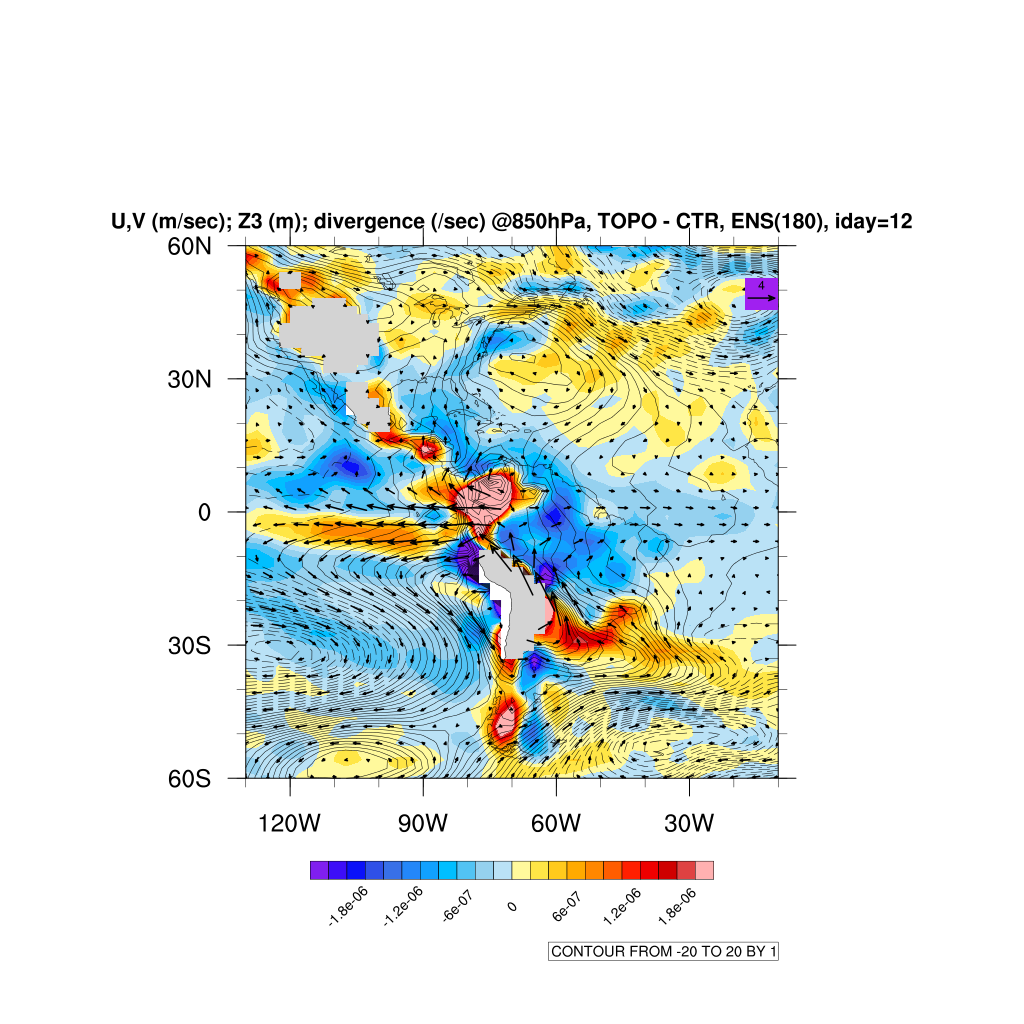 U,V (m/sec); Z3 (m); divergence (/sec) @850hPa, TOPO - CTR, ENS(180), iday=12
60N
4
30N
0
30S
60S
120W 90W 60W 30W
-1.8e-06 -1.2e-06 -6e-07 0 6e-07 1.2e-06 1.8e-06
CONTOUR FROM -20 TO 20 BY 1